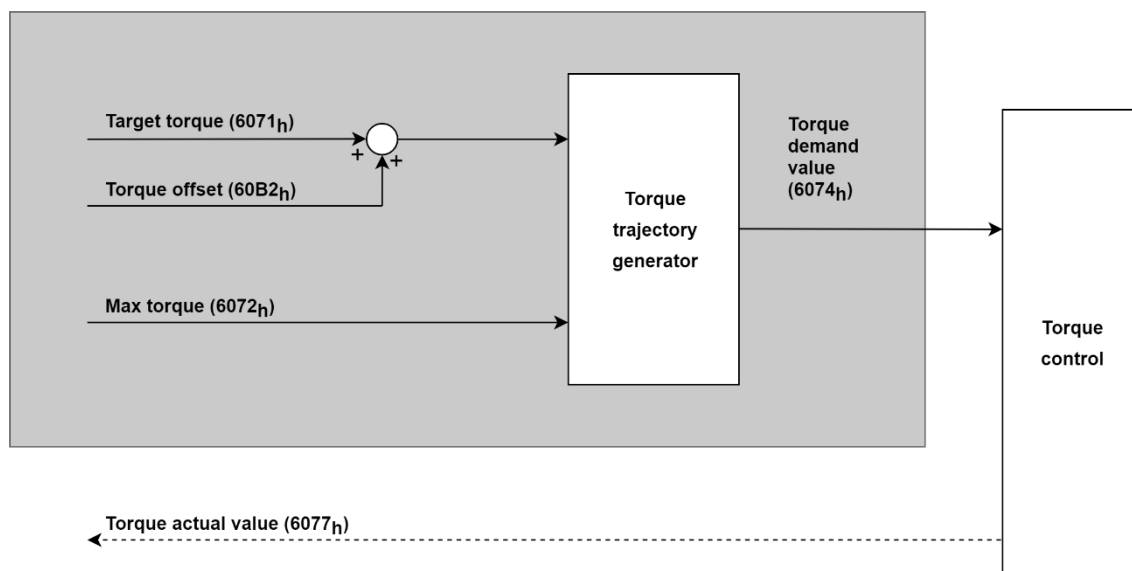 Target torque (6071h)
+
+
Torque offset (60B2h)
Max torque (6072h)
Torque
trajectory
generator
Torque
demand
value
(6074h)
Torque
control
Torque actual value (6077h)